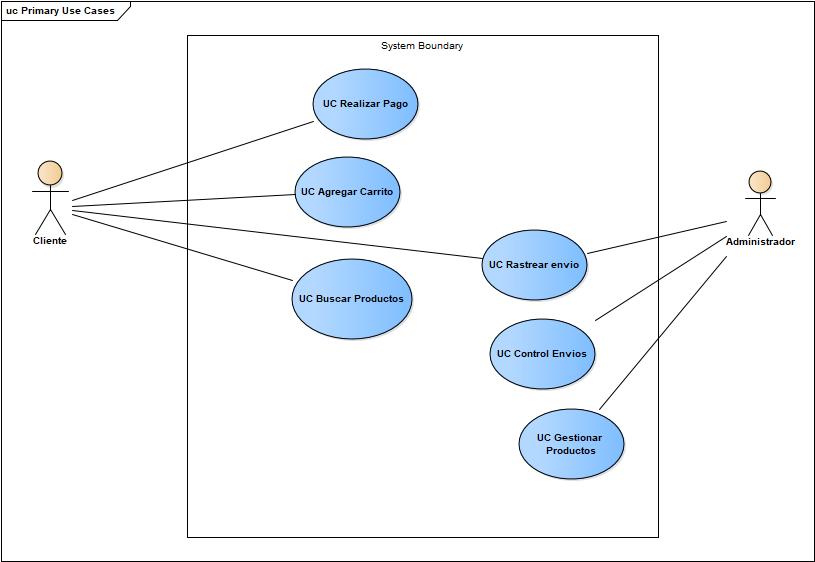 uc Primary Use Cases
System Boundary
UC Realizar Pago
UC Agregar Carrito
Cliente
Administrador
UC Rastrear envio
UC Buscar Productos
UC Control Envios
UC Gestionar
Productos